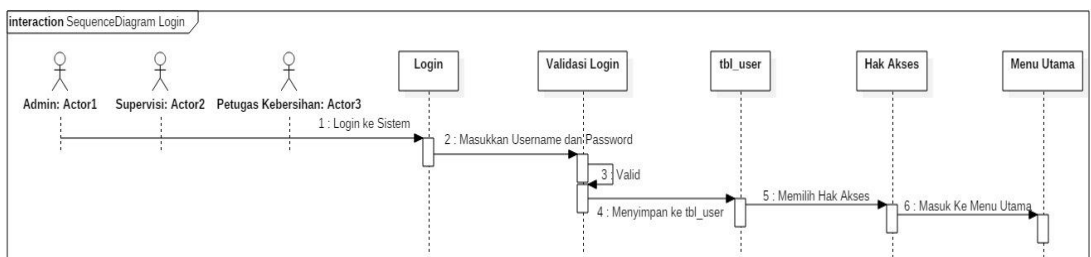 interaction SequenceDiagram Login
Admin: Actor1
Supervisi: Actor2
Petugas Kebersihan: Actor3
Login
Validasi Login
tbl_user
Hak Akses
Menu Utama
1 : Login ke Sistem
2 : Masukkan Username dan Password
3 : Valid
4 : Menyimpan ke tbl_user
5 : Memilih Hak Akses
6 : Masuk Ke Menu Utama